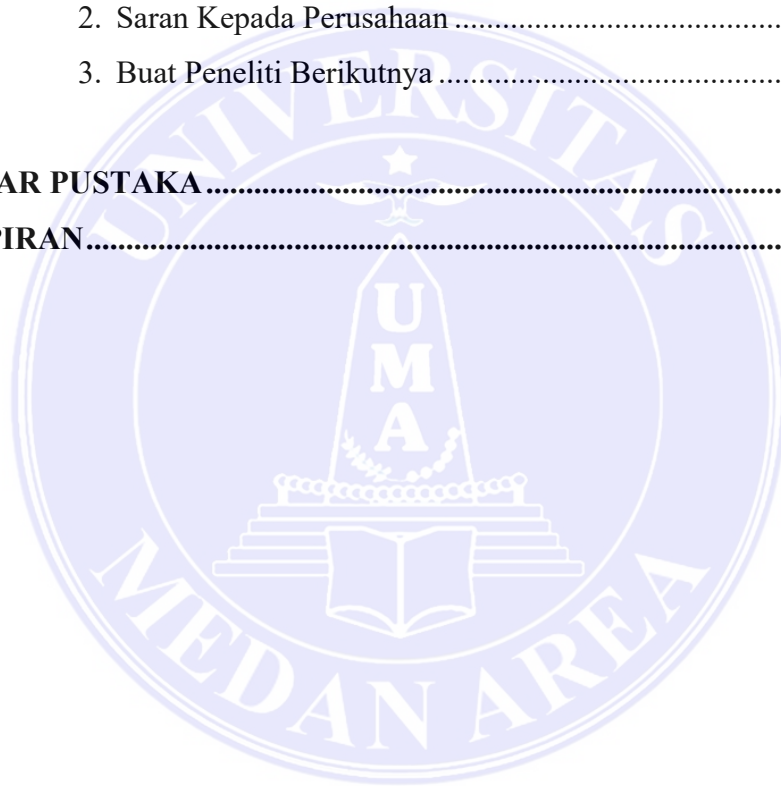 2. Saran Kepada Perusahaan ........................................
3. Buat Peneliti Berikutnya ..........................................
AR PUSTAKA ......................................................................
PIRAN .....................................................................................
UNIVERSITAS
U
M
A
MEDAN AREA